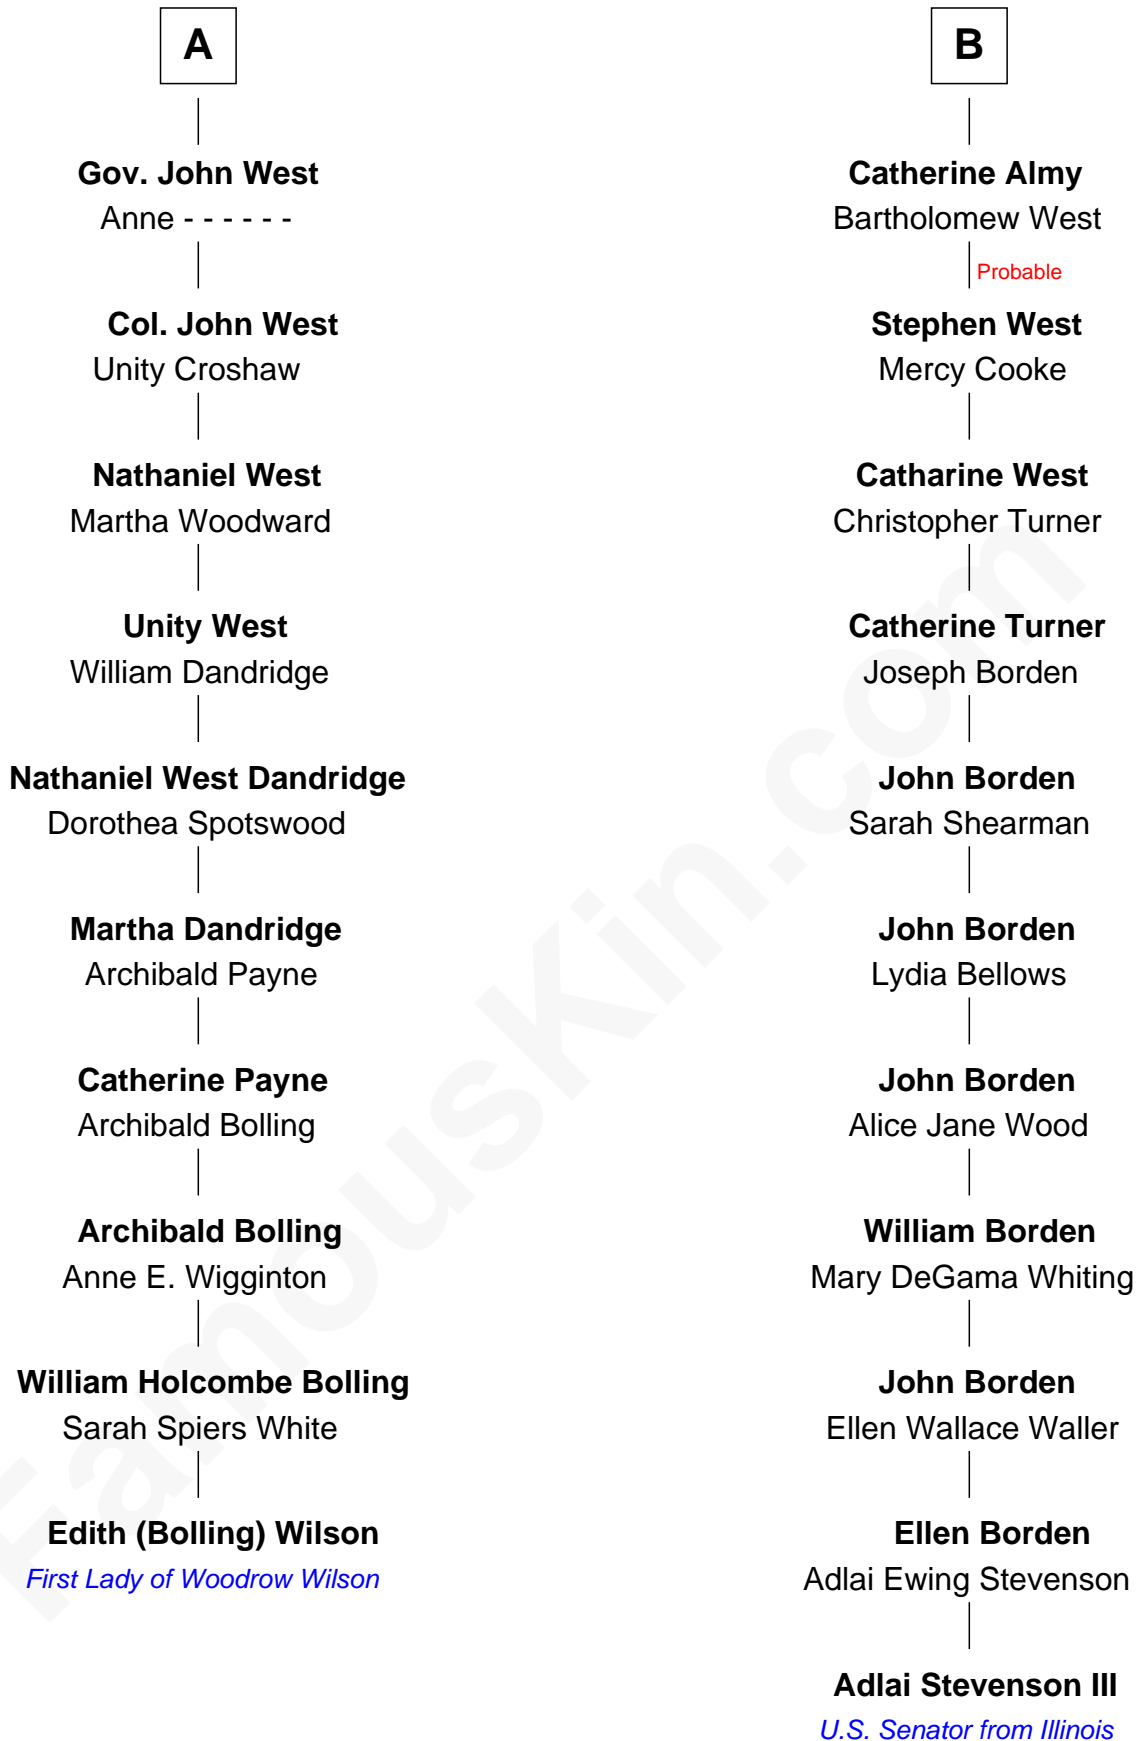 A
Gov. John West
Anne - - - - - -
Col. John West
Unity Croshaw
Nathaniel West
Martha Woodward
Unity West
William Dandridge
Nathaniel West Dandridge
Dorothea Spotswood
Martha Dandridge
Archibald Payne
Catherine Payne
Archibald Bolling
Archibald Bolling
Anne E. Wigginton
William Holcombe Bolling
Sarah Spiers White
Edith (Bolling) Wilson
First Lady of Woodrow Wilson
B
Catherine Almy
Bartholomew West
Probable
Stephen West
Mercy Cooke
Catharine West
Christopher Turner
Catherine Turner
Joseph Borden
John Borden
Sarah Shearman
John Borden
Lydia Bellows
John Borden
Alice Jane Wood
William Borden
Mary DeGama Whiting
John Borden
Ellen Wallace Waller
Ellen Borden
Adlai Ewing Stevenson
Adlai Stevenson III
U.S. Senator from Illinois
FamousKin.com